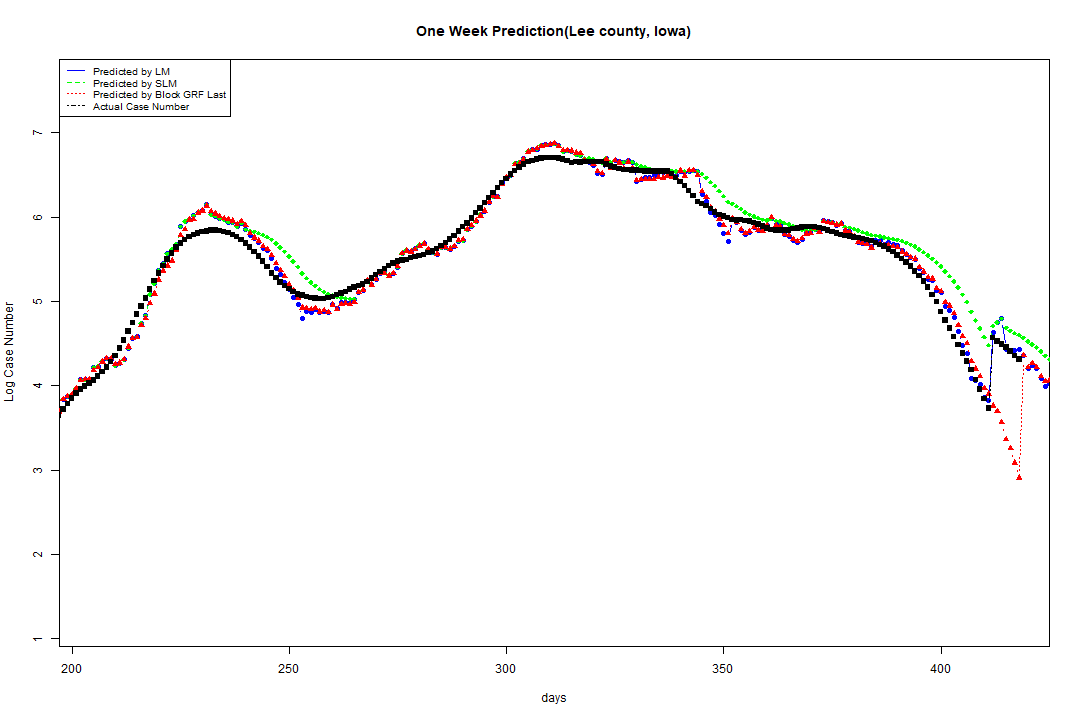 One Week Prediction(Lee county, Iowa)
Predicted by LM
Predicted by SLM
Predicted by Block GRF Last
Actual Case Number
7
6
5
4
3
2
1
Log Case Number
200 250 300 350 400
days